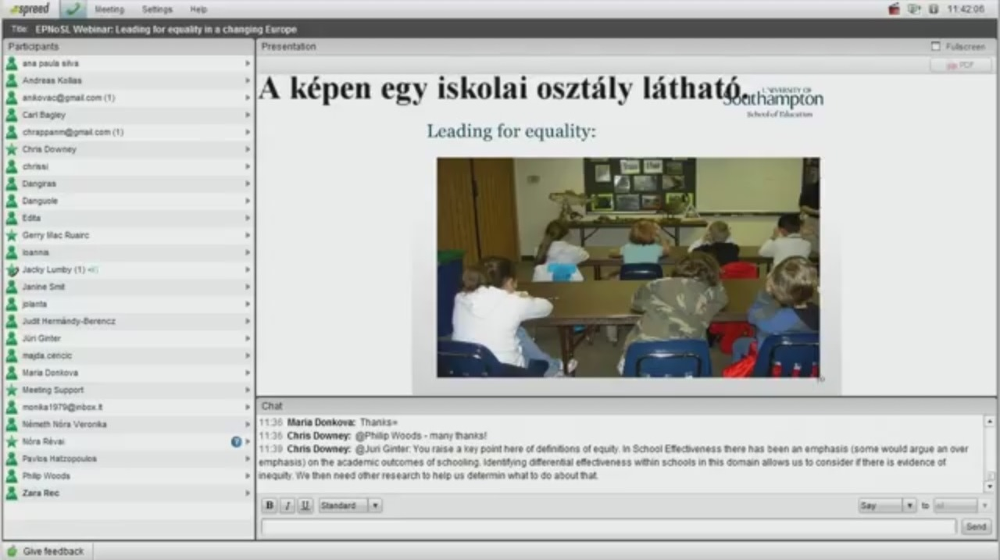 spreed Meeting Settings Help 11:42:06
Title: EPNoSL Webinar: Leading for equality in a changing Europe
Participants
ana paula silva
Andreas Kollias
ankovac@gmail.com (1)
Carl Bagley
chrappanm@gmail.com (1)
Chris Downey
chrissi
Dangiras
Danguole
Edita
Gerry Mac Ruairc
Ioannis
Jacky Lumby (1)
Janine Smit
jolanta
Judit Hernándy-Berencz
Jüri Ginter
majda.cencic
Maria Donkova
Meeting Support
monika1979@inbox.lt
Németh Nóra Veronika
Nóra Révai
Pavlos Hatzopoulos
Philip Woods
Zara Rec
Presentation Fullscreen
PDF
A képen egy iskolai osztály látható.
UNIVERSITY OF
Southampton
School of Education
Leading for equality:
Chat
11:36 Maria Donkova: Thanks=
11:36 Chris Downey: @Philip Woods - many thanks!
11:39 Chris Downey: @Juri Ginter: You raise a key point here of definitions of equity. In School Effectiveness there has been an emphasis (some would argue an over
emphasis) on the academic outcomes of schooling. Identifying differential effectiveness within schools in this domain allows us to consider if there is evidence of
inequity. We then need other research to help us determin what to do about that.
B I U Standard Say to all
Send
Give feedback